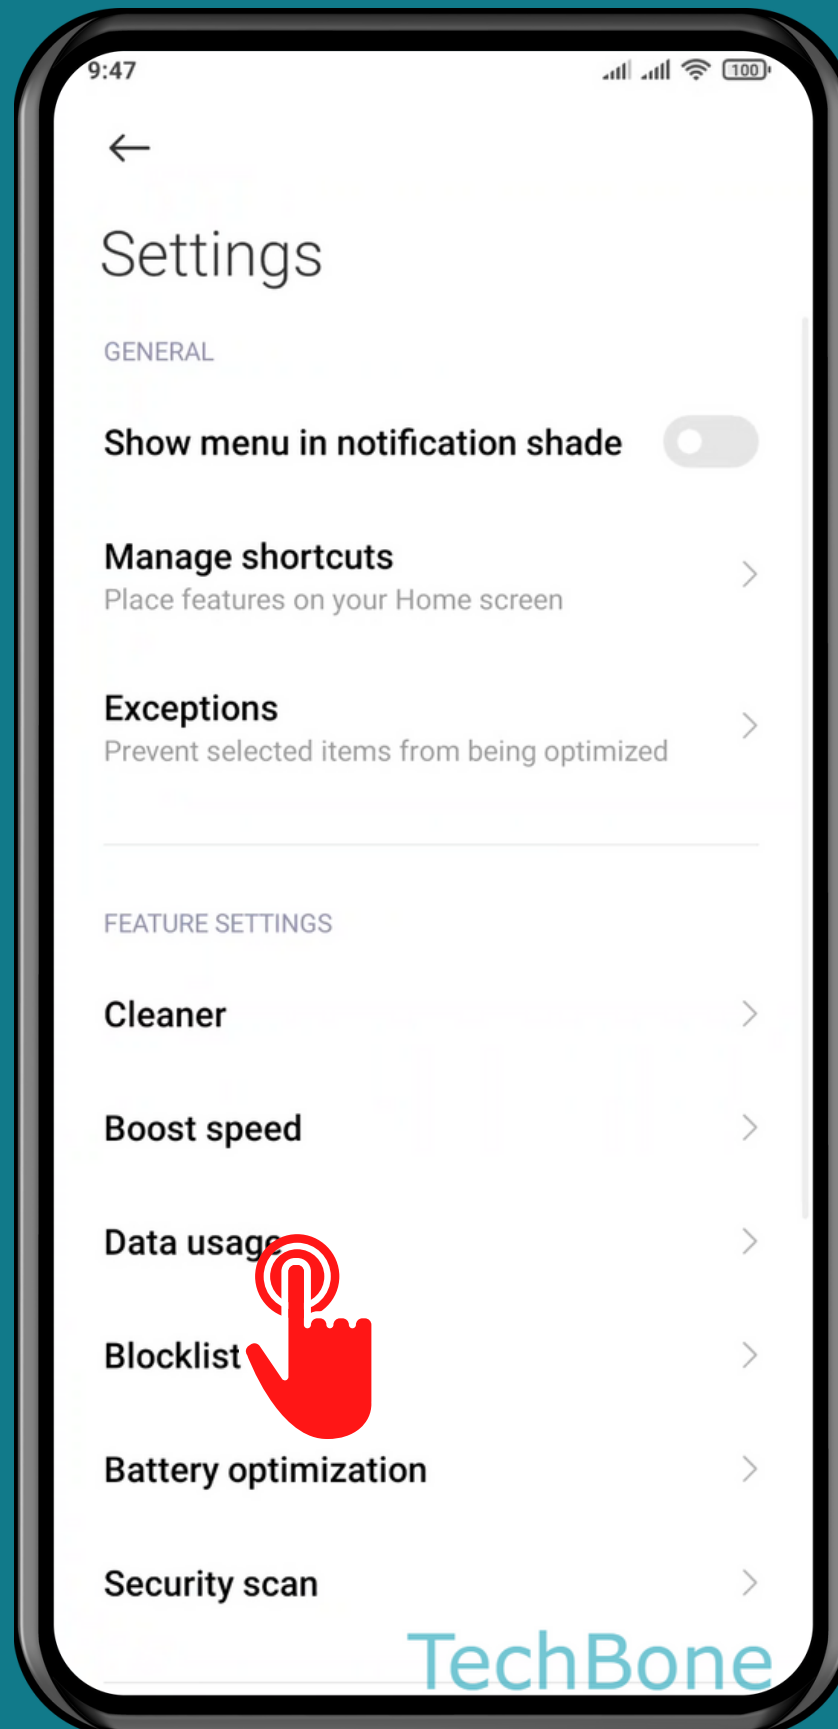 9:47
100
Settings
GENERAL
Show menu in notification shade
Manage shortcuts
Place features on your Home screen
Exceptions
Prevent selected items from being optimized
FEATURE SETTINGS
Cleaner
Boost speed
Data usage
Blocklist
Battery optimization
Security scan
TechBone